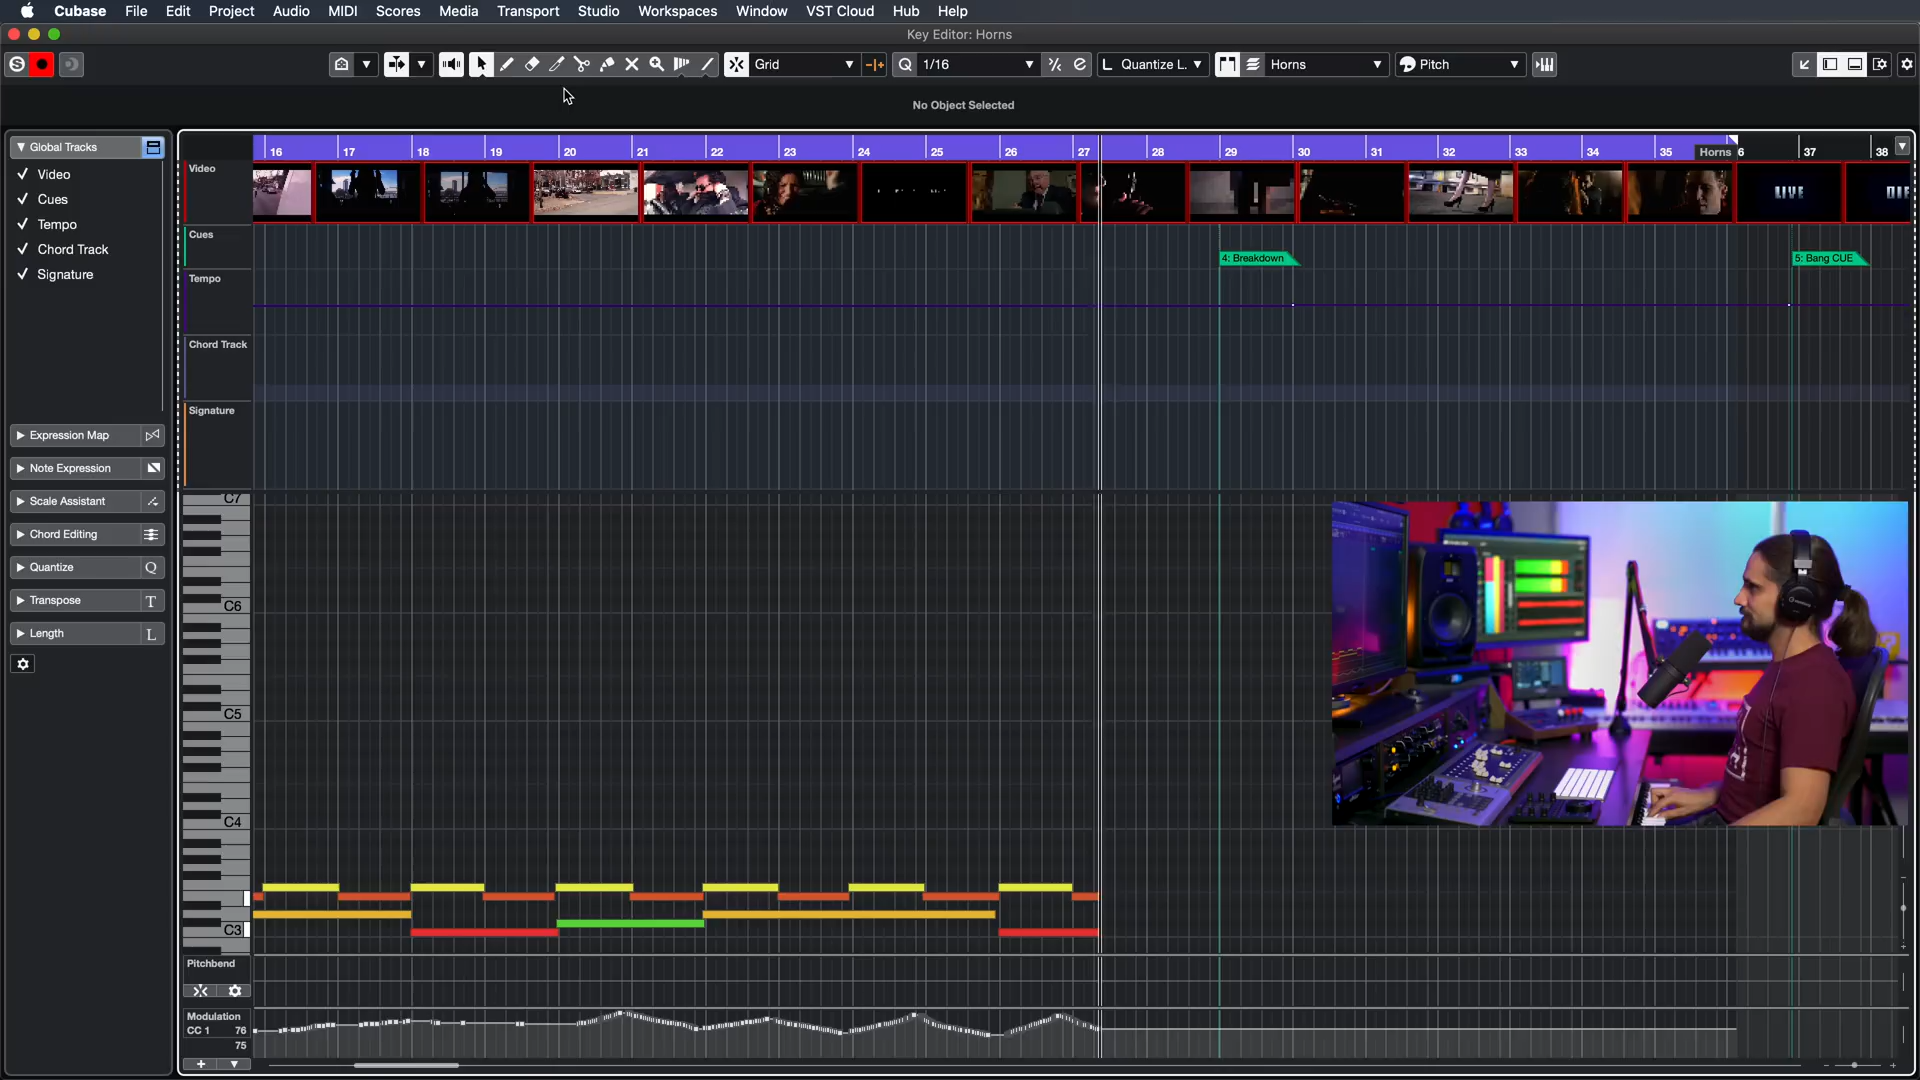 Cubase File Edit Project Audio MIDI Scores Media Transport Studio Workspaces Window VST Cloud Hub Help
Key Editor: Horns
Grid 1/16 L Quantize L. Horns Pitch
No Object Selected
Global Tracks
Video
Cues
Tempo
Chord Track
Signature
Expression Map
Note Expression
Scale Assistant
Chord Editing
Quantize Q
Transpose T
Length L
16 17 18 19 20 21 22 23 24 25 26 27 28 29 30 31 32 33 34 35 Horns 6 37 38
Video
LIVE
Cues
4: Breakdown
5: Bang CUE
Tempo
Chord Track
Signature
C7
C6
C5
C4
C3
Pitchbend
Modulation
CC 1 76
75